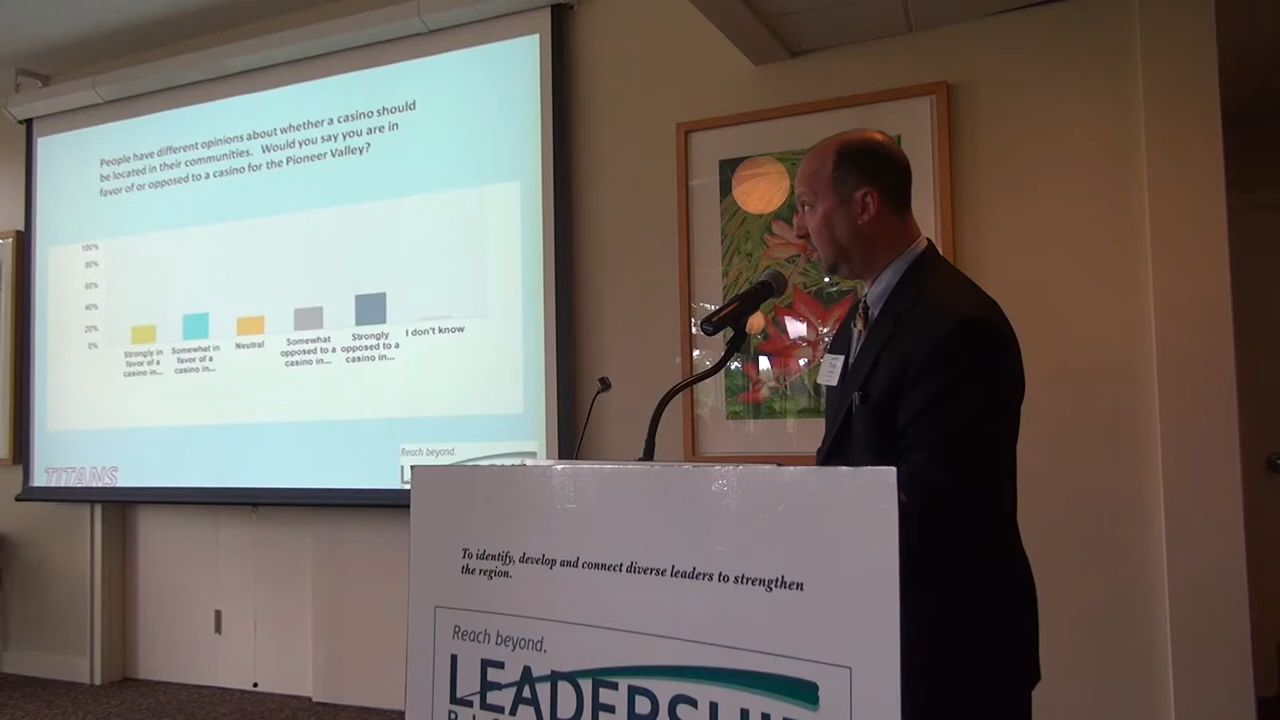 People have different opinions about whether a casino should
be located in their communities. Would you say you are in
favor of or opposed to a casino for the Pioneer Valley?
100%
80%
60%
40%
20%
0%
Strongly in
favor of a
casino in...
Somewhat in
favor of a
casino in...
Neutral
Somewhat
opposed to a
casino in...
Strongly
opposed to a
casino in...
I don't know
TITANS
Reach beyond.
To identify, develop and connect diverse leaders to strengthen
the region.
Reach beyond.
LEADERSHIP